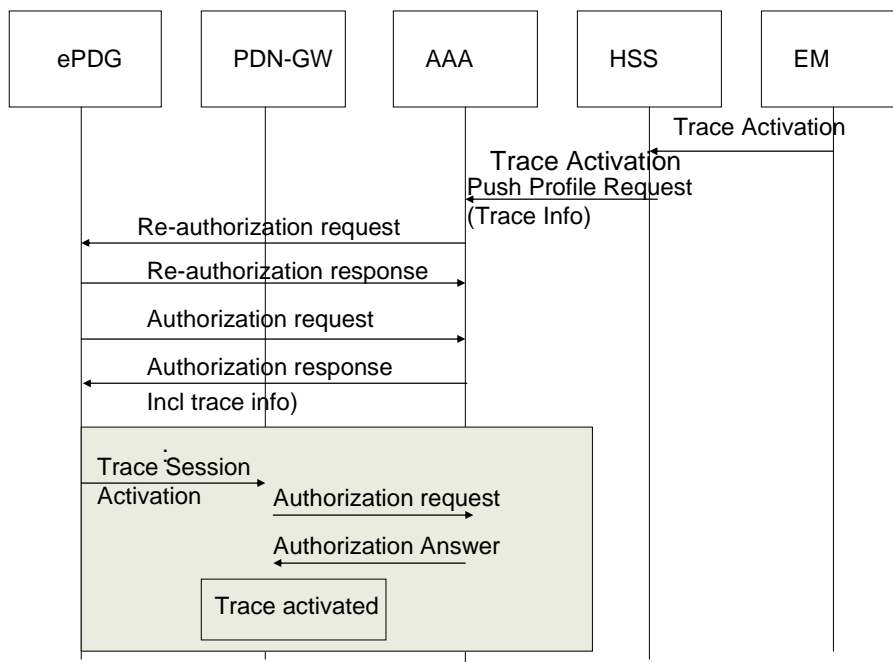 ePDG
PDN-GW
AAA
HSS
EM
Trace Activation
Trace Activation
Push Profile Request
(Trace Info)
Re-authorization request
Re-authorization response
Authorization request
Authorization response
Incl trace info)
:
Trace Session
Activation
Authorization request
Authorization Answer
Trace activated